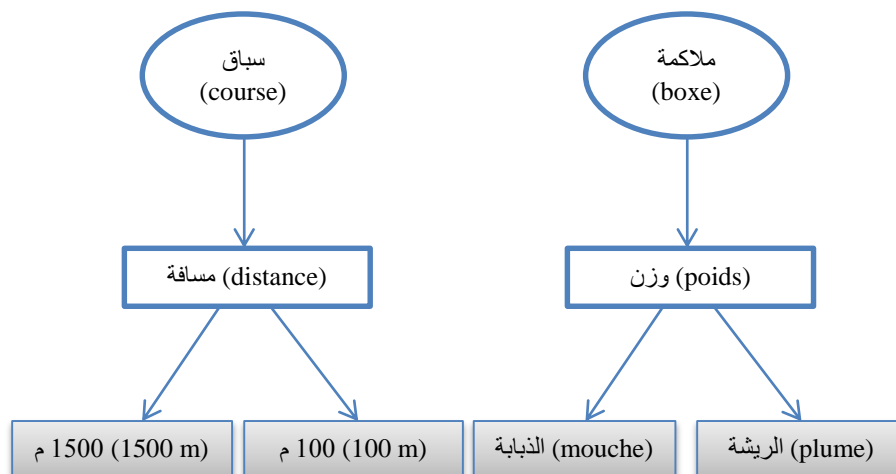 سباق
(course)
ملاكمة
(boxe)
مسافة (distance)
وزن (poids)
1500 م (1500 m)
100 م (100 m)
الذبابة (mouche)
الريشة (plume)